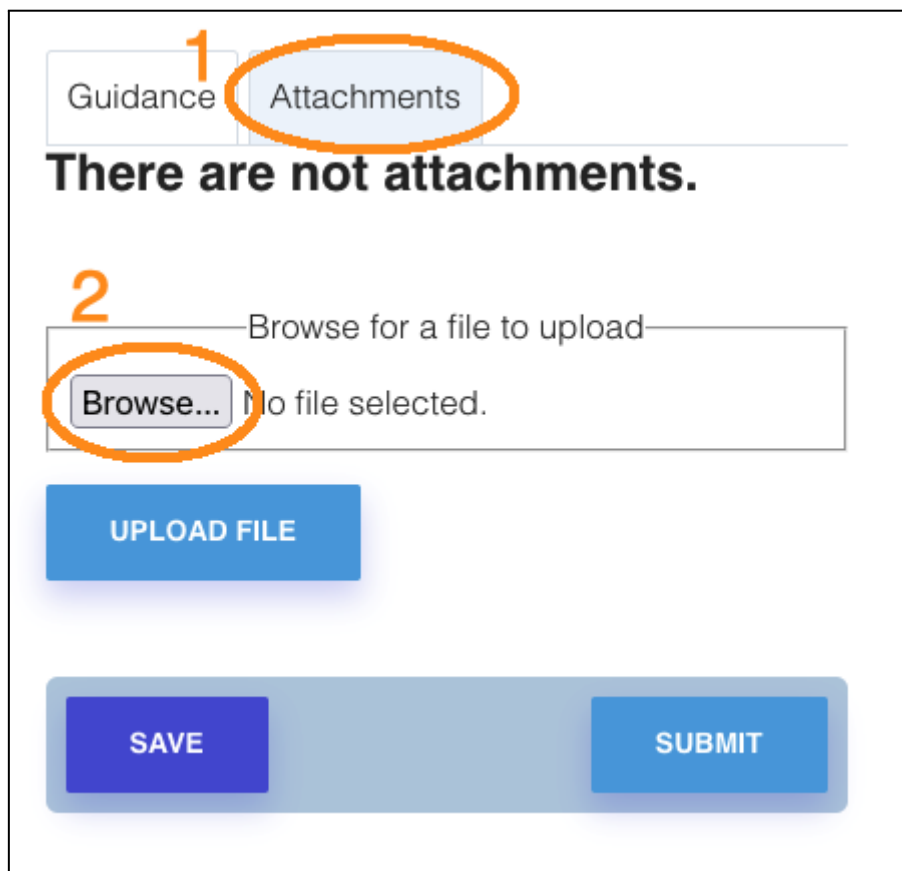 1
Guidance Attachments
There are not attachments.
2
Browse for a file to upload
Browse... No file selected.
UPLOAD FILE
SAVE SUBMIT